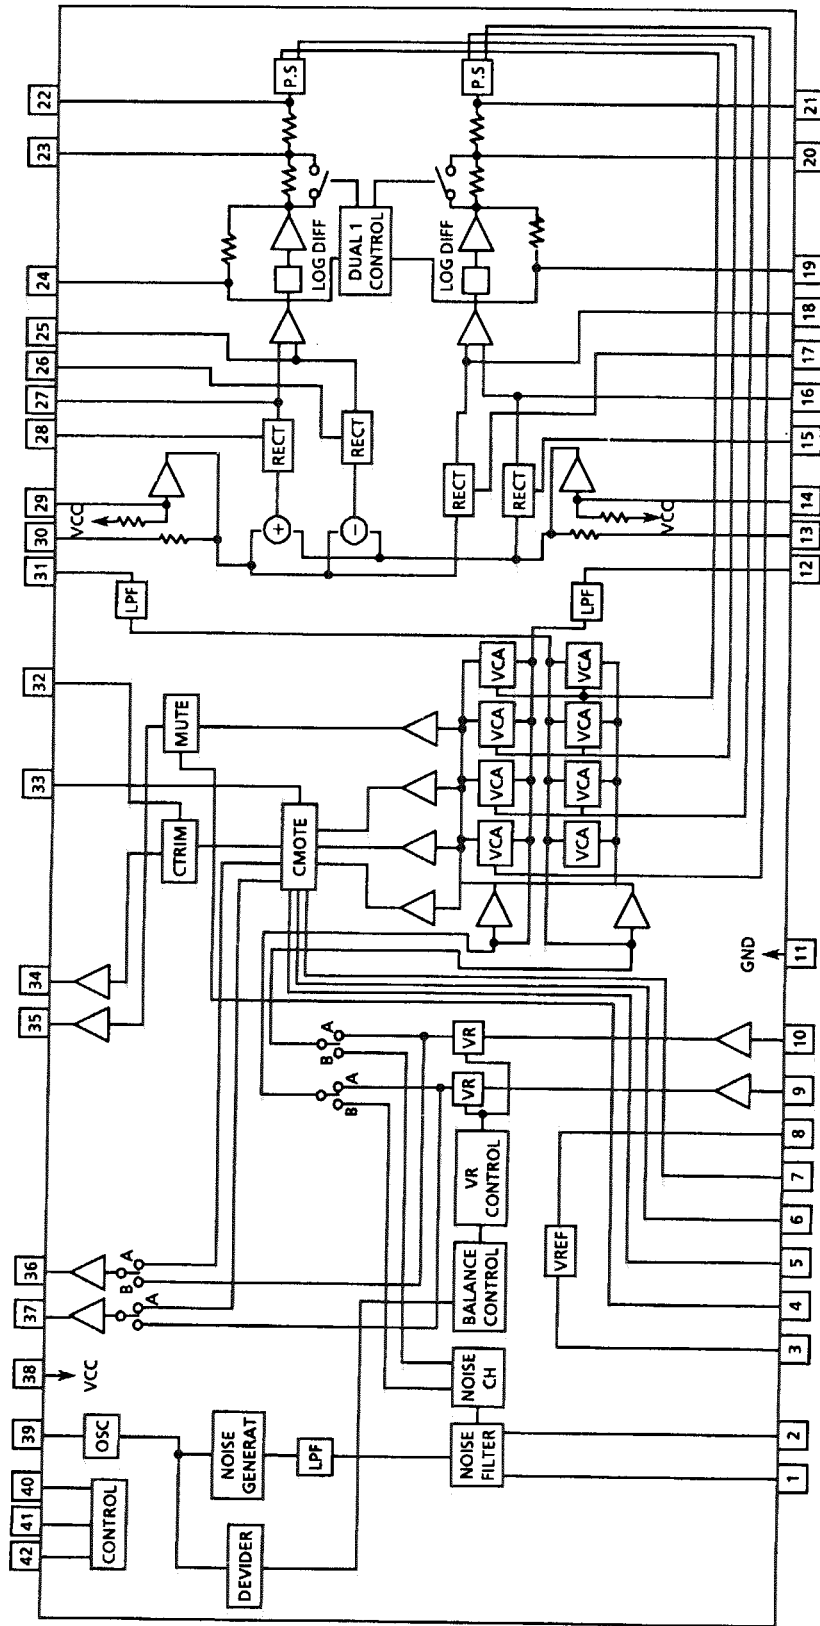 22
23
24
25
26
27
28
29
30
31
32
33
34
35
36
37
38
39
40
41
42
P.S
P.S
LOG DIFF
DUAL 1
CONTROL
LOG DIFF
RECT
RECT
RECT
RECT
VCC
VCC
+
−
LPF
LPF
MUTE
CTRIM
CMOTE
VCA
VCA
VCA
VCA
VCA
VCA
VCA
VCA
GND
A
B
A
B
VR
VR
VR
CONTROL
BALANCE
CONTROL
VREF
A
B
A
VCC
NOISE
CH
NOISE
FILTER
OSC
NOISE
GENERAT
LPF
CONTROL
DEVIDER
21
20
19
18
17
16
15
14
13
12
11
10
9
8
7
6
5
4
3
2
1